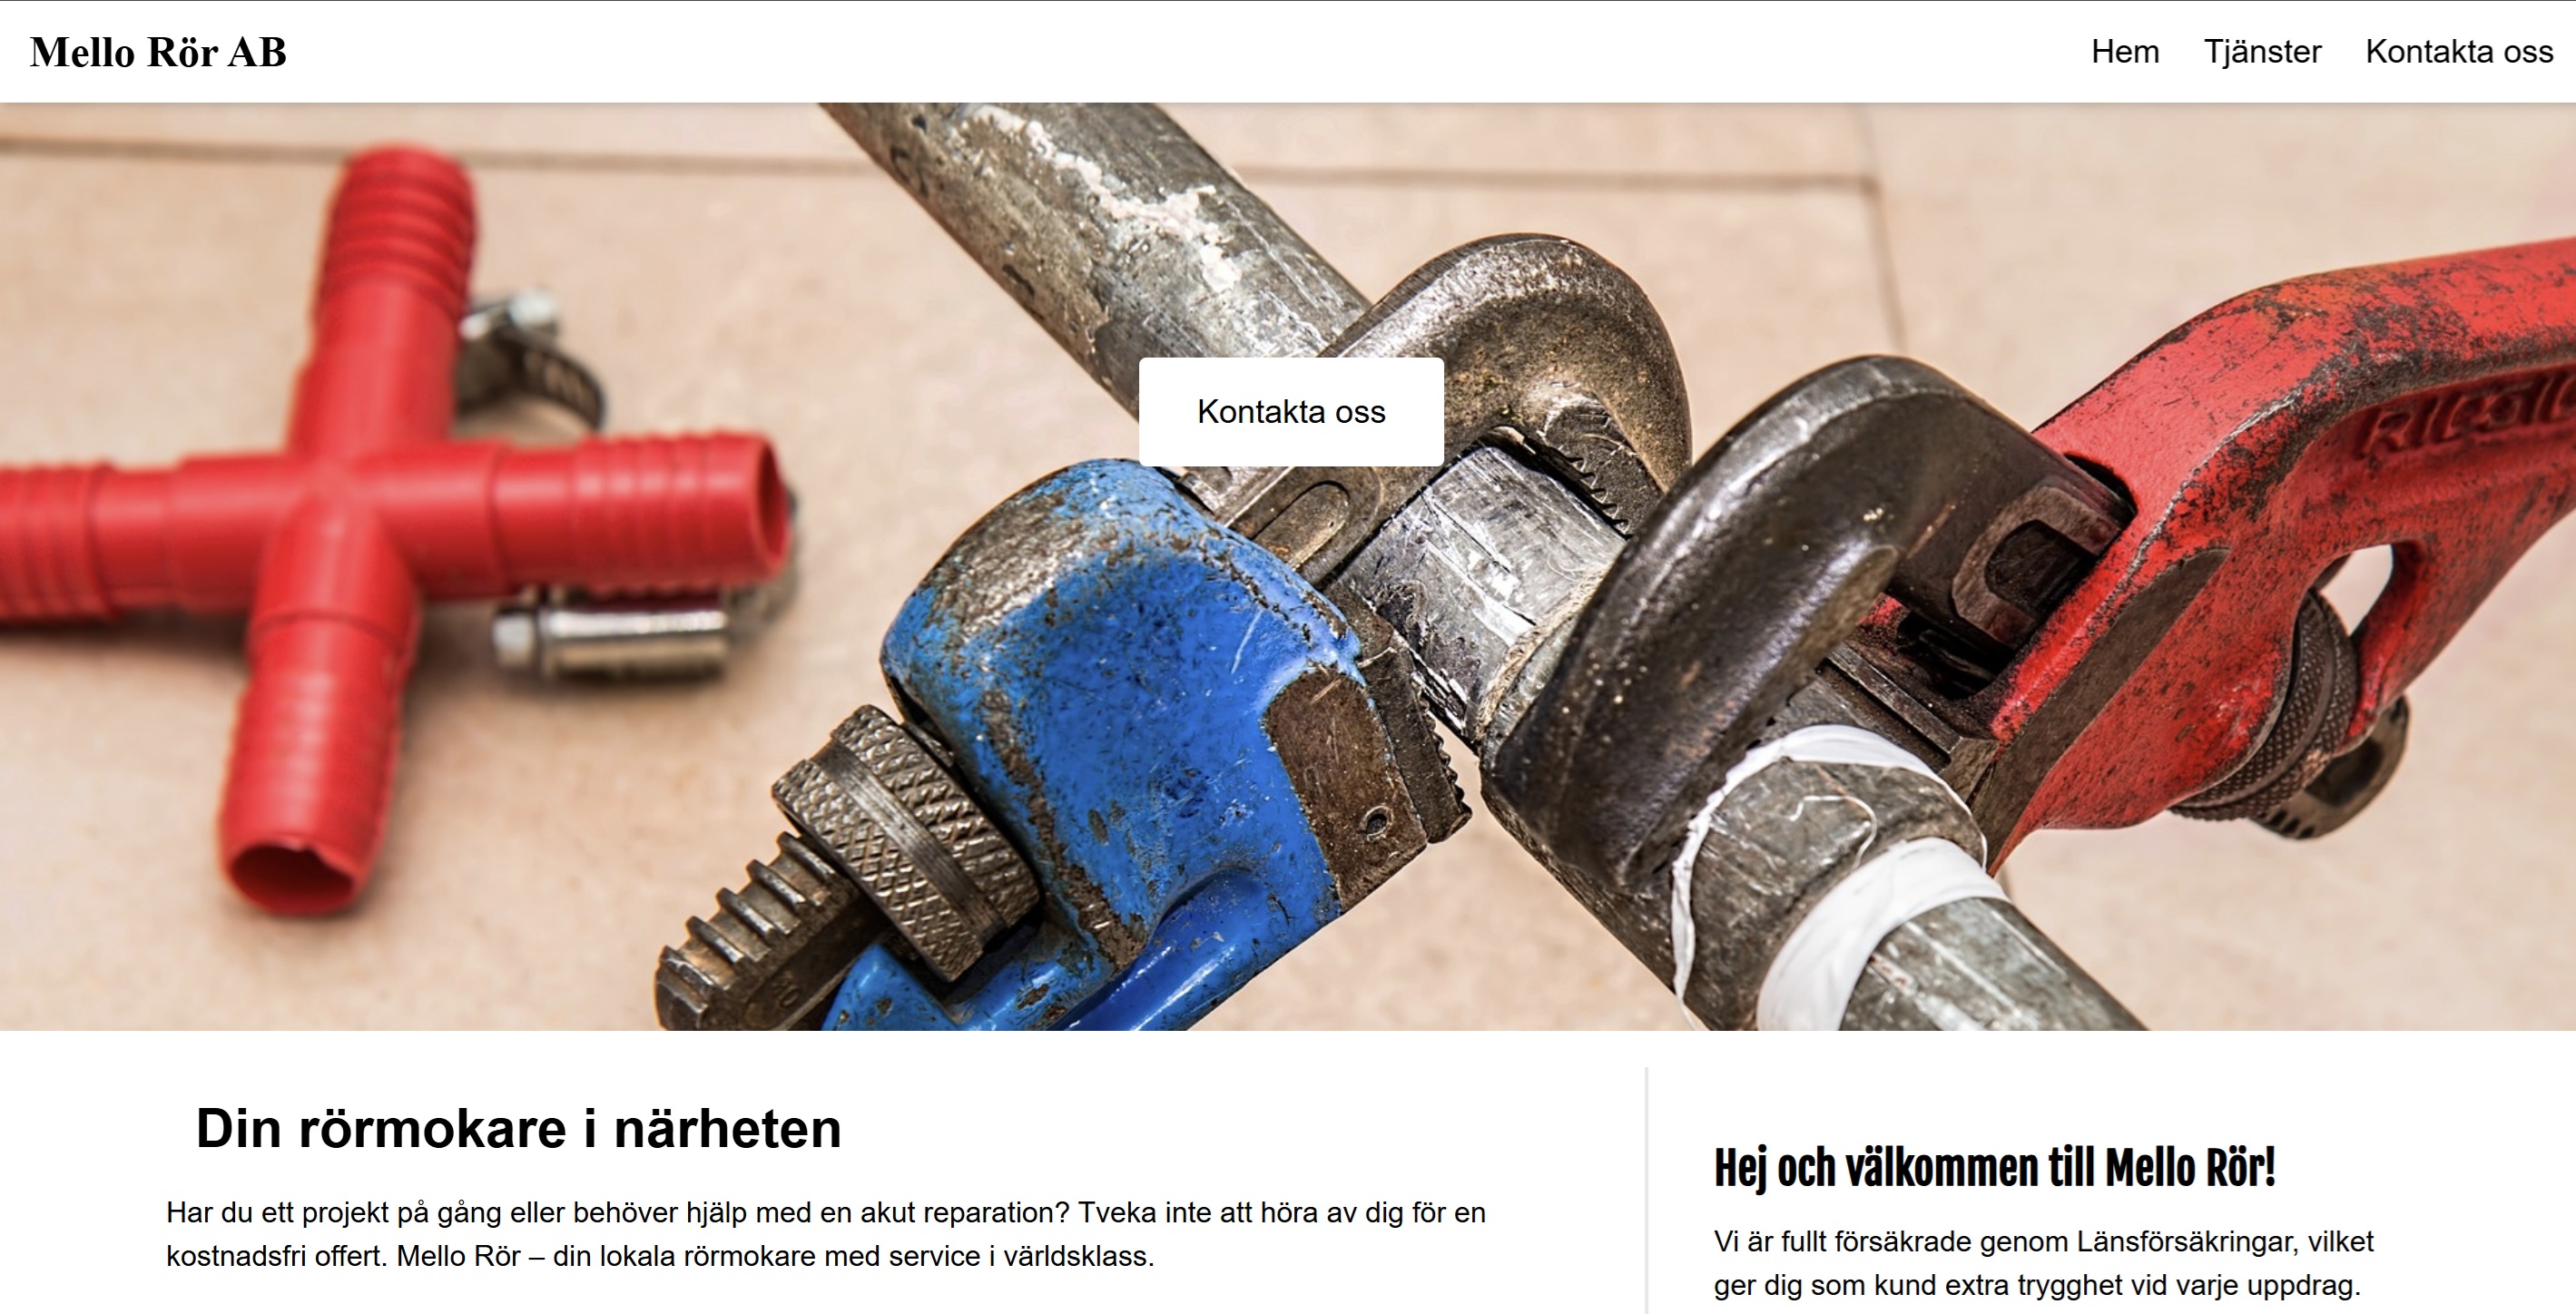 Mello Rör AB
Hem Tjänster Kontakta oss
Kontakta oss
Din rörmokare i närheten
Har du ett projekt på gång eller behöver hjälp med en akut reparation? Tveka inte att höra av dig för en
kostnadsfri offert. Mello Rör – din lokala rörmokare med service i världsklass.
Hej och välkommen till Mello Rör!
Vi är fullt försäkrade genom Länsförsäkringar, vilket
ger dig som kund extra trygghet vid varje uppdrag.